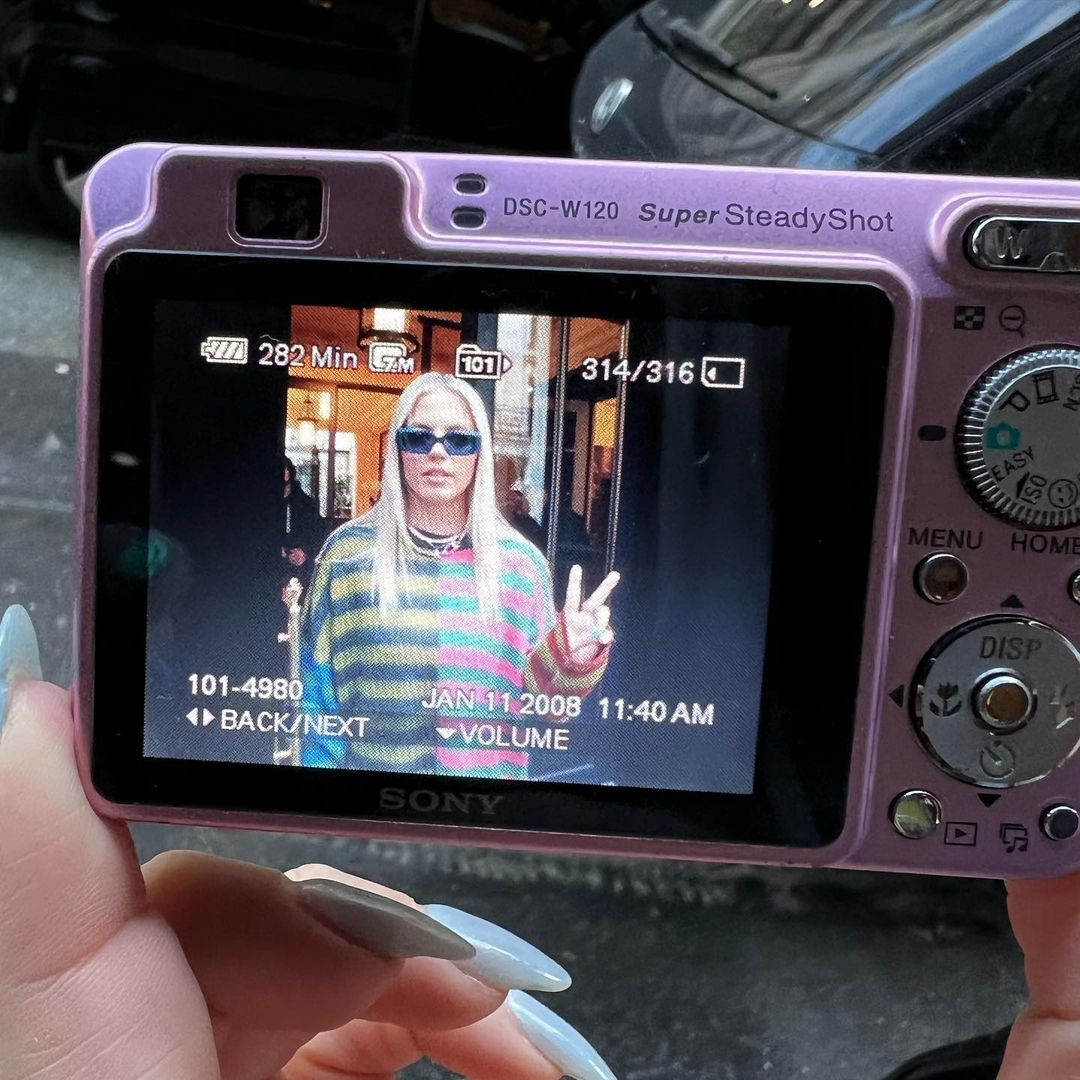 DSC-W120 Super SteadyShot
W
282 Min 7M 101 314/316
P
EASY
ISO
MENU HOME
DISP
101-4980
JAN 11 2008 11:40 AM
BACK/NEXT
VOLUME
SONY